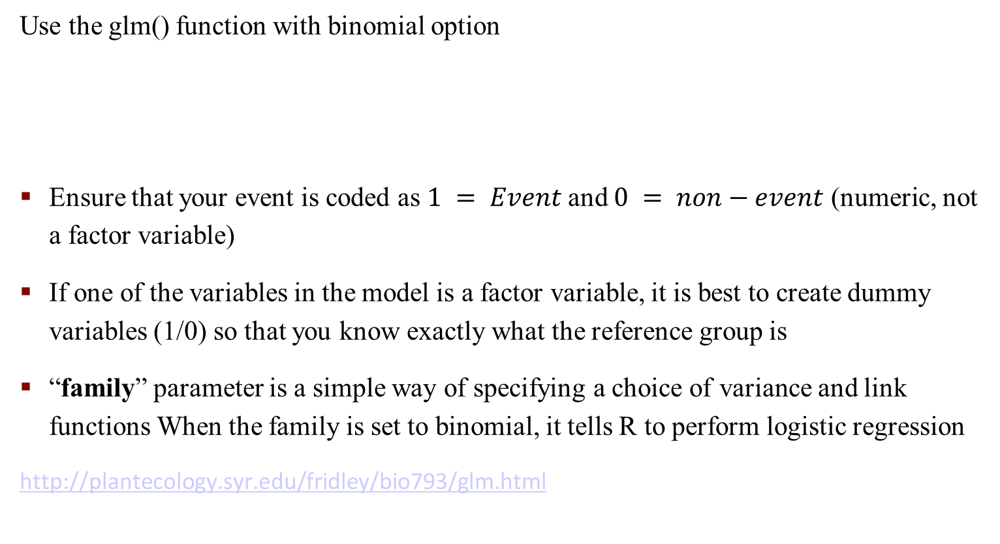 Use the glm() function with binomial option
▪ Ensure that your event is coded as 1 = Event and 0 = non − event (numeric, not
a factor variable)
▪ If one of the variables in the model is a factor variable, it is best to create dummy
variables (1/0) so that you know exactly what the reference group is
▪ “family” parameter is a simple way of specifying a choice of variance and link
functions When the family is set to binomial, it tells R to perform logistic regression
http://plantecology.syr.edu/fridley/bio793/glm.html